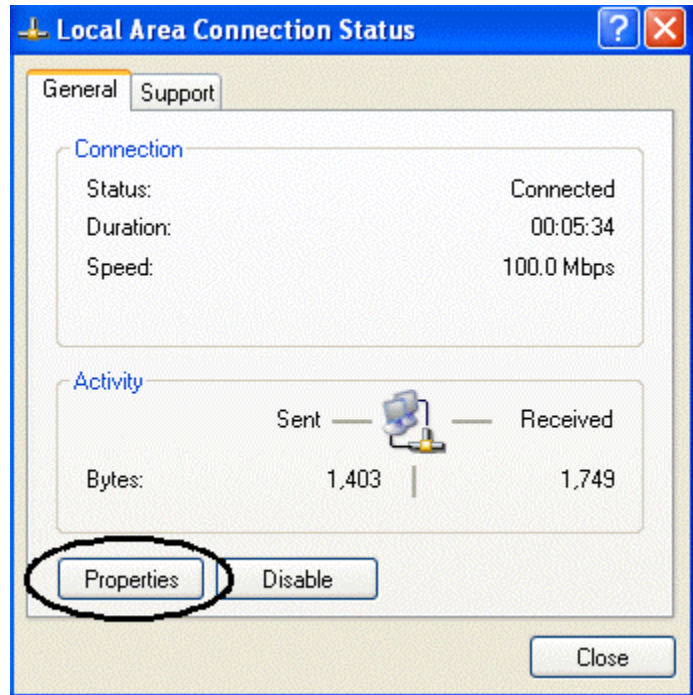 Local Area Connection Status
General Support
Connection
Status: Connected
Duration: 00:05:34
Speed: 100.0 Mbps
Activity
Sent Received
Bytes: 1,403 1,749
Properties Disable
Close